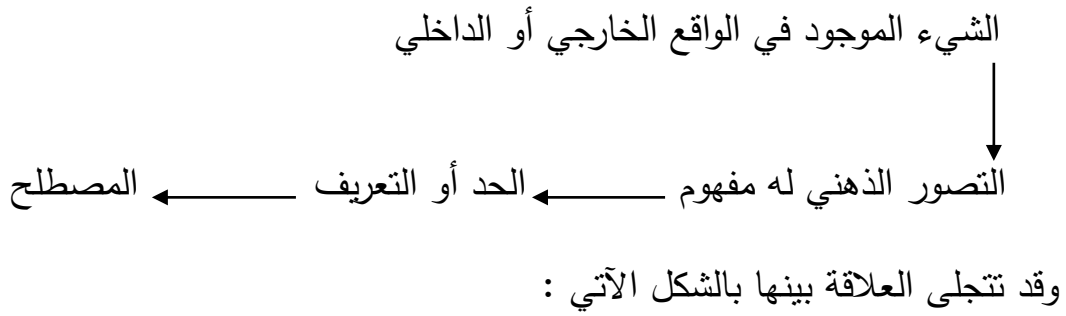 الشيء الموجود في الواقع الخارجي أو الداخلي
التصور الذهني له مفهوم الحد أو التعريف المصطلح
وقد تتجلى العلاقة بينها بالشكل الآتي :